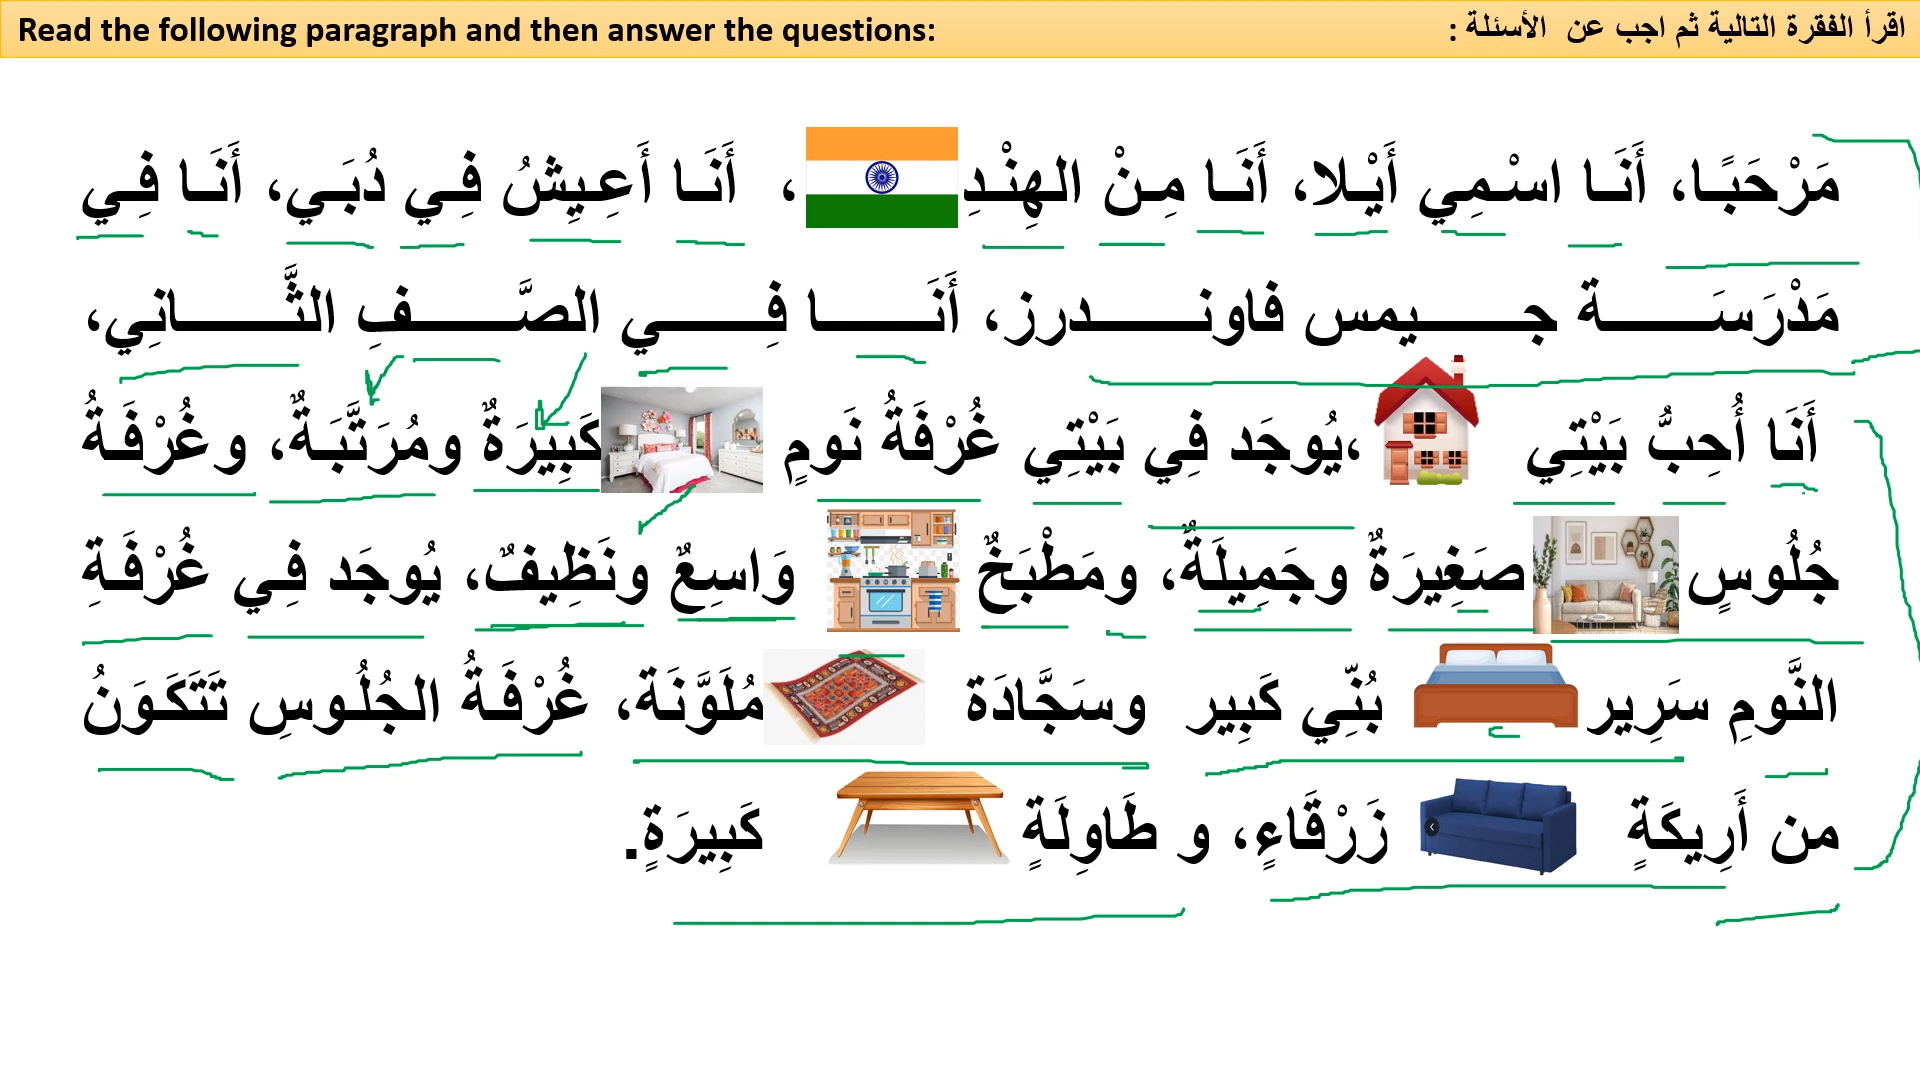 Read the following paragraph and then answer the questions:
اقرأ الفقرة التالية ثم اجب عن الأسئلة :
مَرْحَبًا، أَنَا اسْمِي أَيْلا، أَنَا مِنْ الهِنْدِ ، أَنَا أَعِيِشُ فِي دُبَي، أَنَا فِي
مَدْرَسَة جيمس فاوندرز، أَنَا فِي الصَّفِ الثَّانِي،
أَنَا أُحِبُّ بَيْتِي ،يُوجَد فِي بَيْتِي غُرْفَةُ نَومٍ كَبِيرَةٌ ومُرَتَّبَةٌ، وغُرْفَةُ
جُلُوسٍ صَغِيرَةٌ وجَمِيلَةٌ، ومَطْبَخٌ وَاسِعٌ ونَظِيفٌ، يُوجَد فِي غُرْفَةِ
النَّومِ سَرِير بُنِّي كَبِير وسَجَّادَة مُلَوَّنَة، غُرْفَةُ الجُلُوسِ تَتَكَوَنُ
من أَرِيكَةٍ زَرْقَاءٍ، و طَاوِلَةٍ كَبِيرَةٍ.